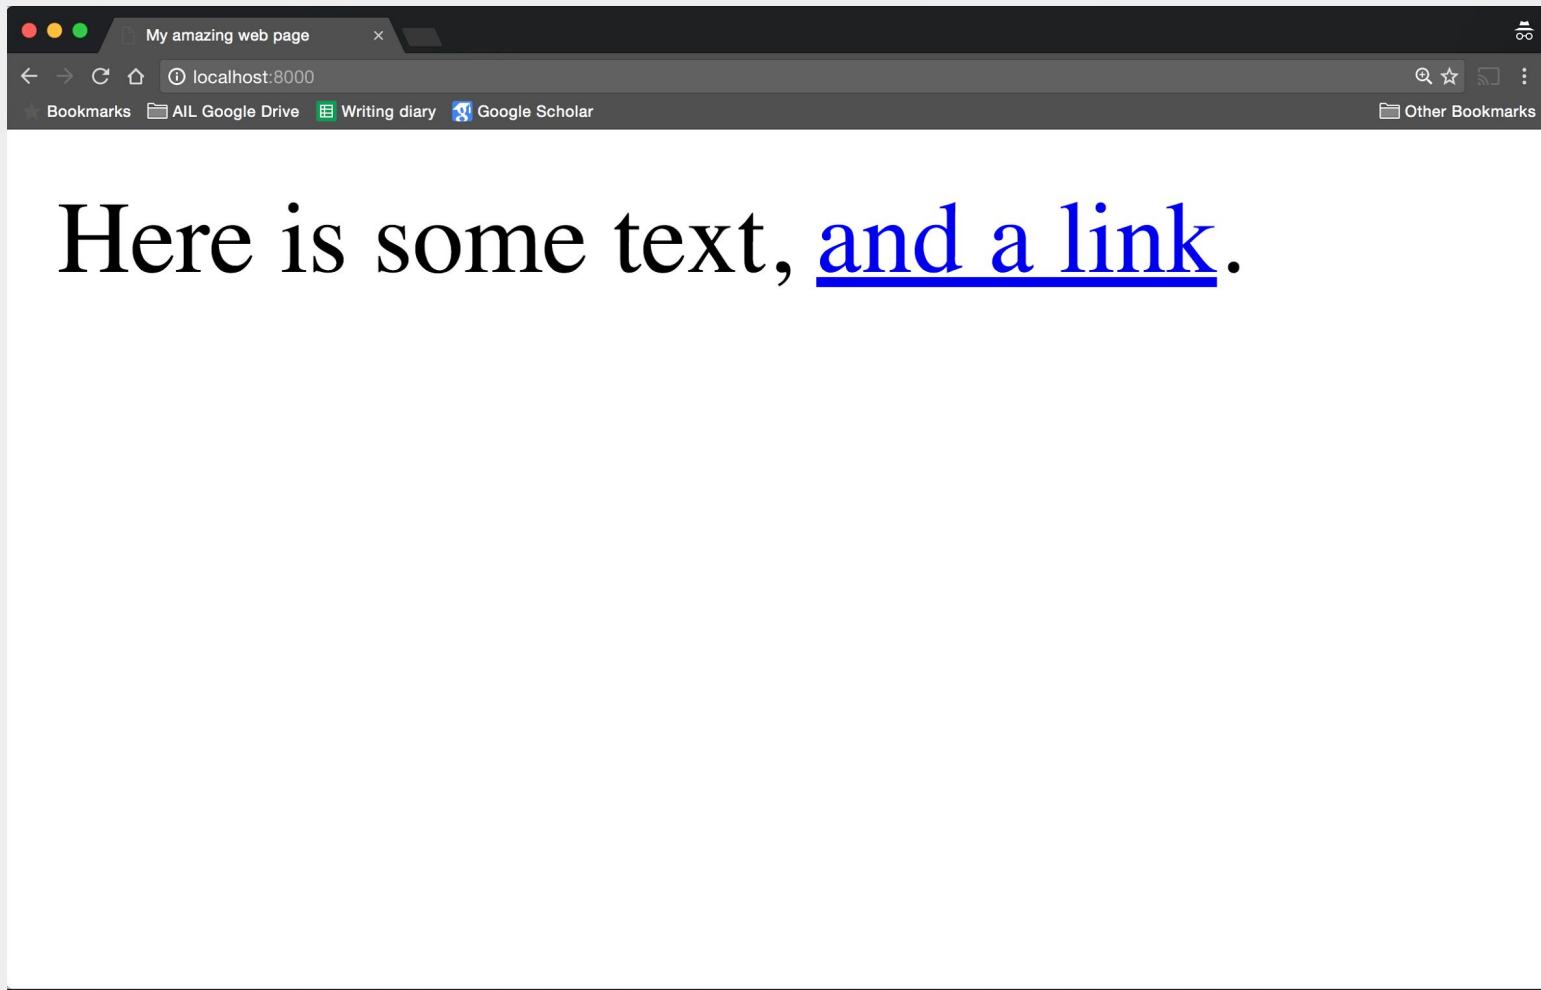 My amazing web page
localhost:8000
Bookmarks AIL Google Drive Writing diary Google Scholar Other Bookmarks
Here is some text, and a link.